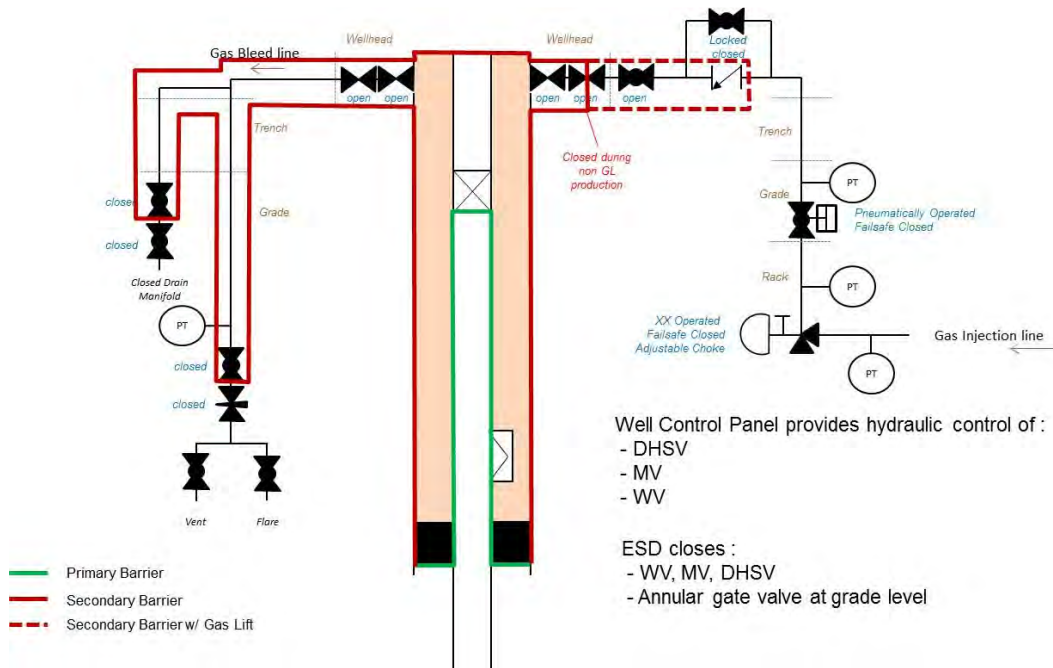 Wellhead
Wellhead
Locked
closed
Gas Bleed line
open
open
open
open
open
Trench
Trench
Closed during
non GL
production
PT
Grade
Grade
closed
Pneumatically Operated
Failsafe Closed
closed
Closed Drain
Manifold
Rack
PT
PT
XX Operated
Failsafe Closed
Adjustable Choke
Gas Injection line
closed
PT
closed
Well Control Panel provides hydraulic control of :
- DHSV
- MV
- WV
Vent
Flare
ESD closes :
- WV, MV, DHSV
- Annular gate valve at grade level
Primary Barrier
Secondary Barrier
Secondary Barrier w/ Gas Lift